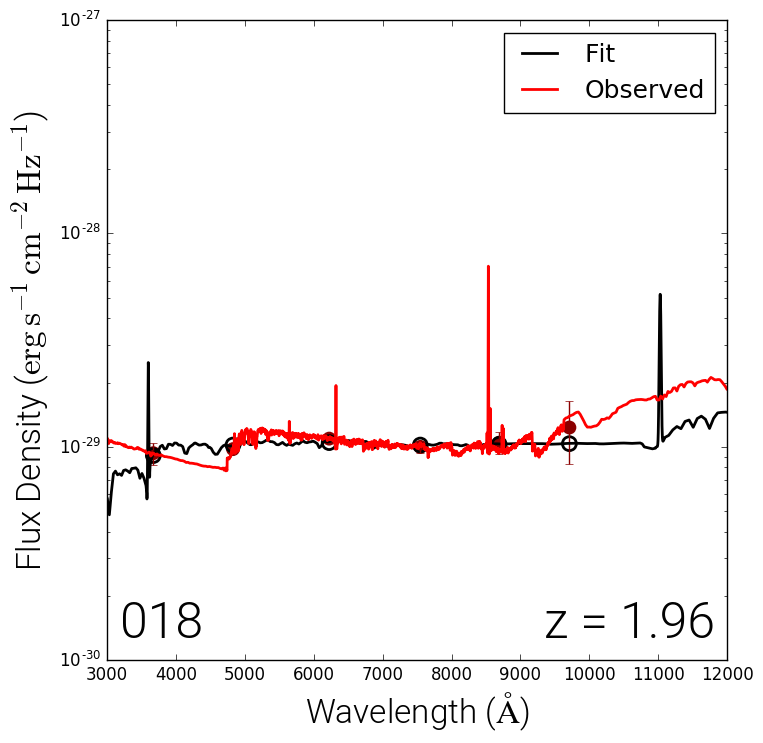 10^-27
10^-28
10^-29
10^-30
Flux Density (erg s^-1 cm^-2 Hz^-1)
Fit
Observed
018
z = 1.96
3000 4000 5000 6000 7000 8000 9000 10000 11000 12000
Wavelength (Å)